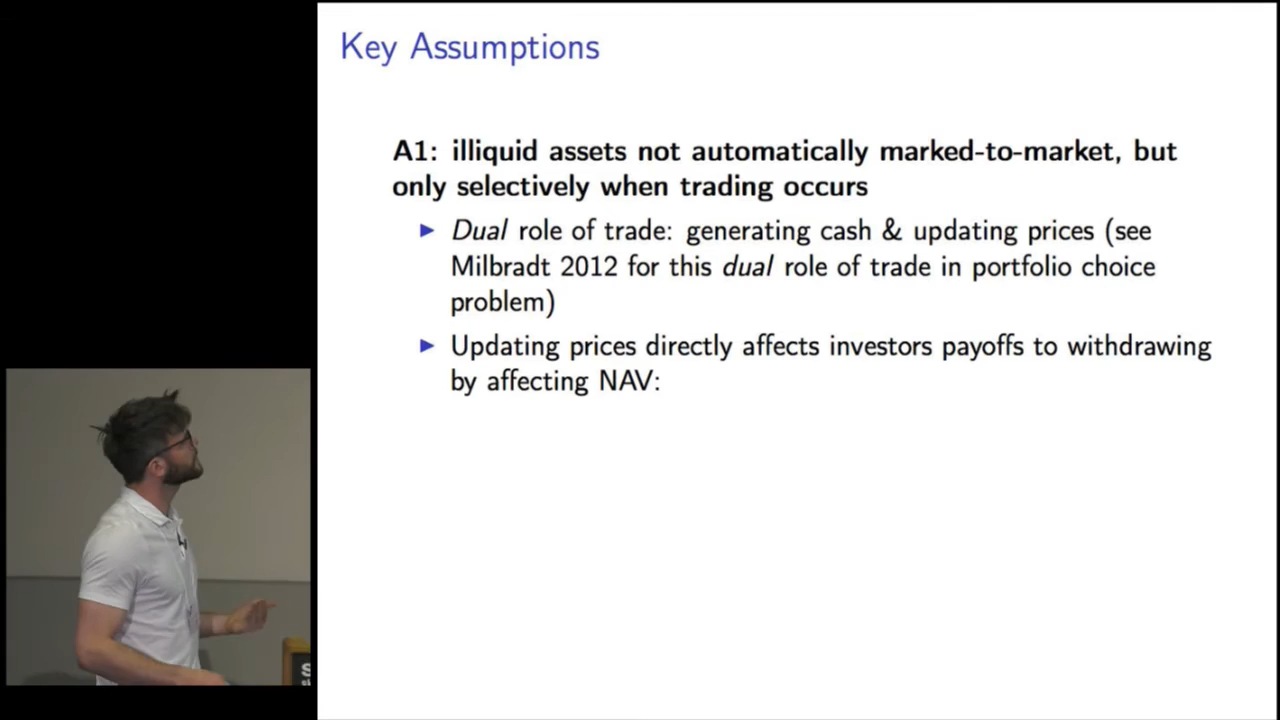 Key Assumptions
A1: illiquid assets not automatically marked-to-market, but
only selectively when trading occurs
Dual role of trade: generating cash & updating prices (see
Milbradt 2012 for this dual role of trade in portfolio choice
problem)
Updating prices directly affects investors payoffs to withdrawing
by affecting NAV: